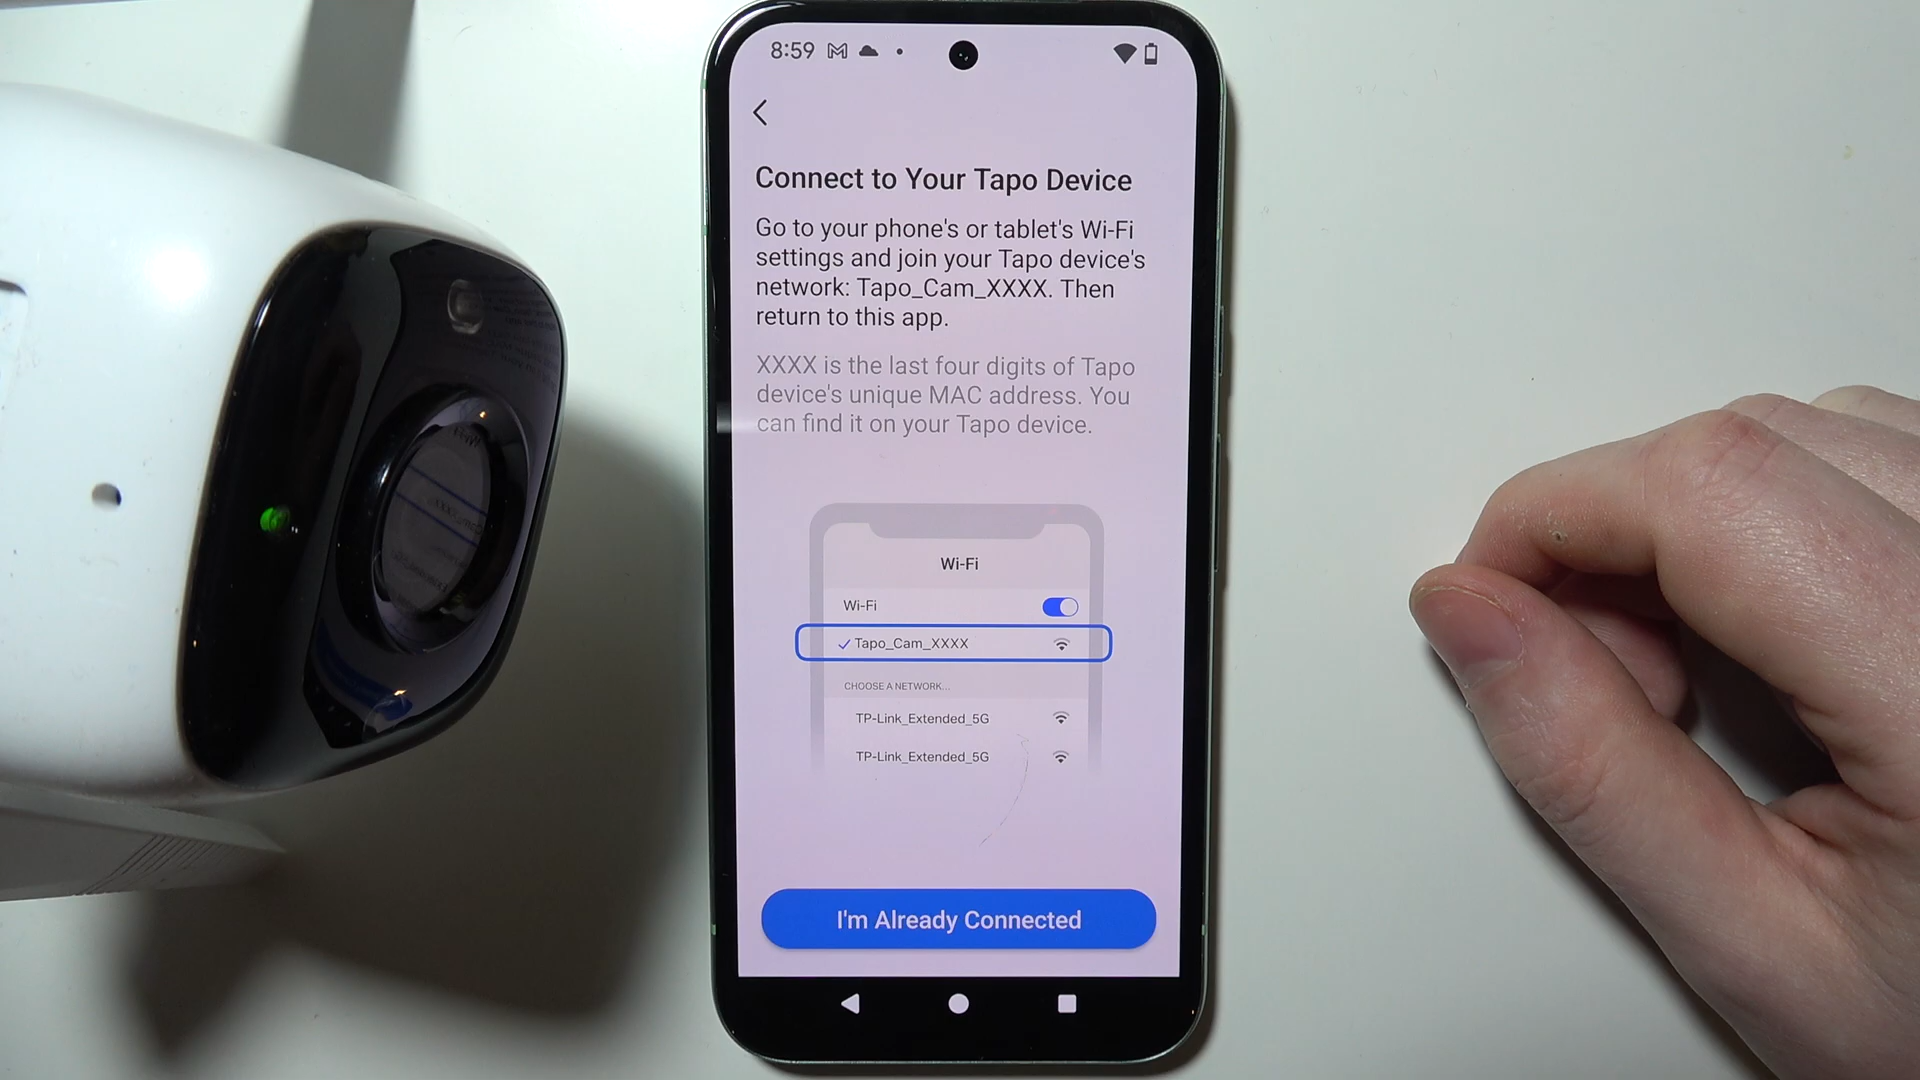 8:59
Connect to Your Tapo Device
Go to your phone's or tablet's Wi-Fi
settings and join your Tapo device's
network: Tapo_Cam_XXXX. Then
return to this app.
XXXX is the last four digits of Tapo
device's unique MAC address. You
can find it on your Tapo device.
Wi-Fi
Wi-Fi
Tapo_Cam_XXXX
CHOOSE A NETWORK...
TP-Link_Extended_5G
TP-Link_Extended_5G
I'm Already Connected